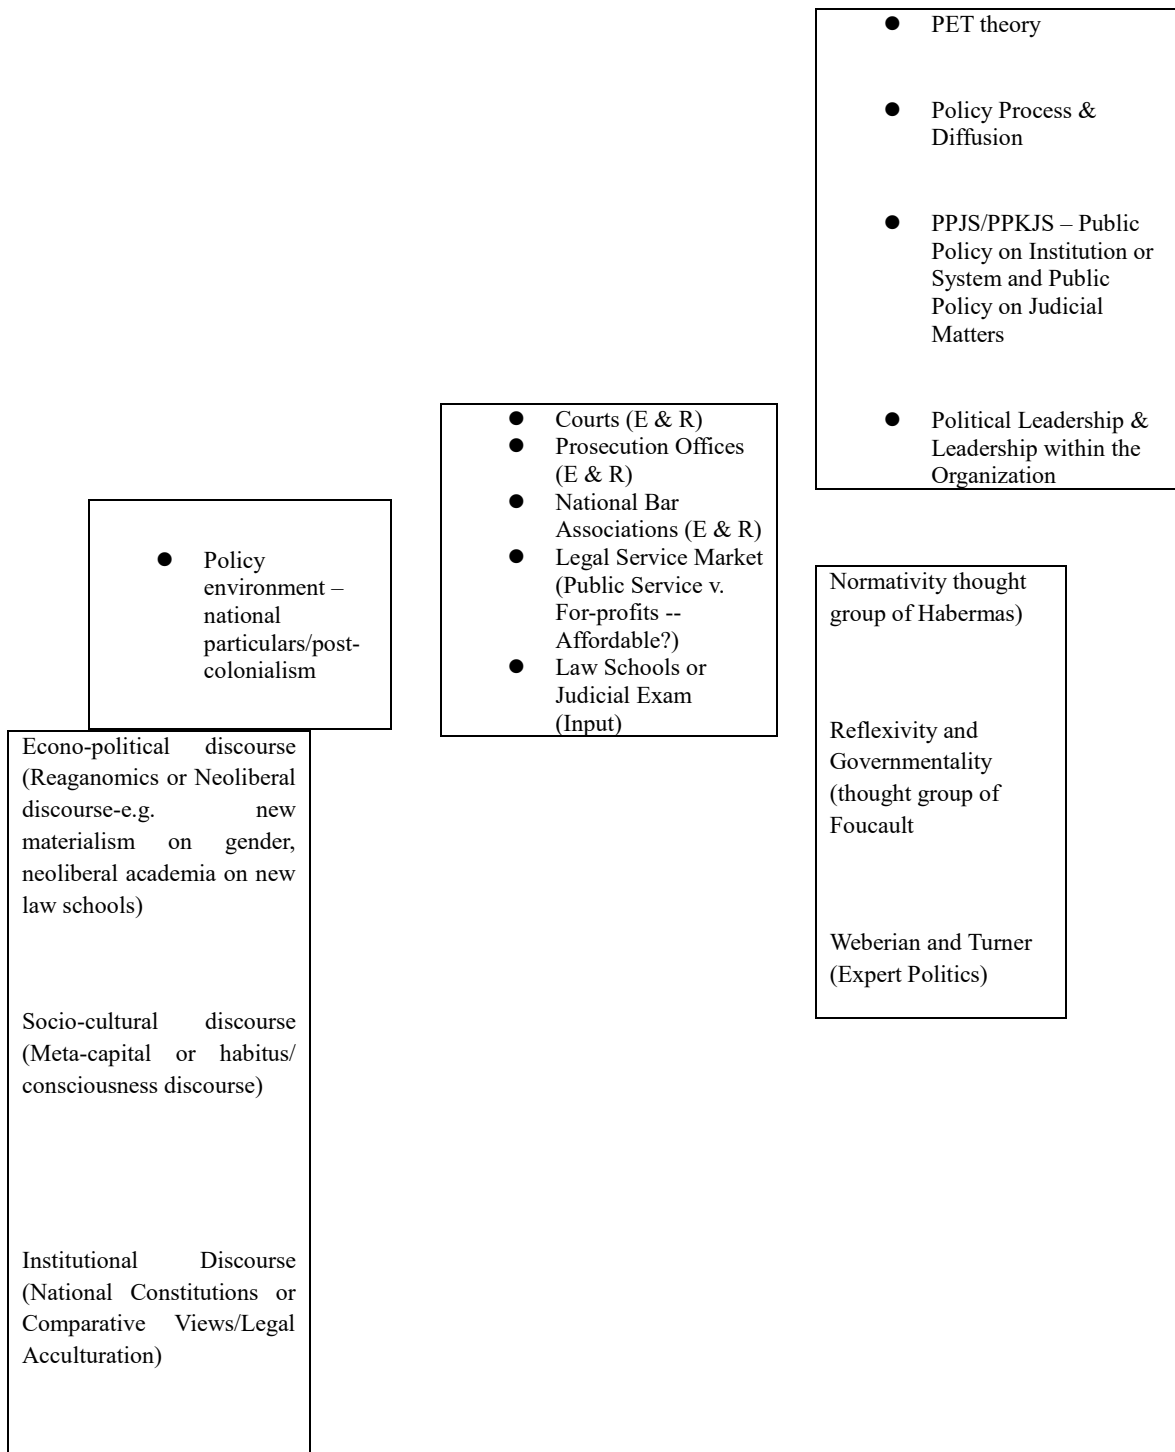 ● PET theory
● Policy Process &
Diffusion
● PPJS/PPKJS – Public
Policy on Institution or
System and Public
Policy on Judicial
Matters
● Political Leadership &
Leadership within the
Organization
● Courts (E & R)
● Prosecution Offices
(E & R)
● National Bar
Associations (E & R)
● Legal Service Market
(Public Service v.
For-profits --
Affordable?)
● Law Schools or
Judicial Exam
(Input)
● Policy
environment –
national
particulars/post-
colonialism
Normativity thought
group of Habermas)
Reflexivity and
Governmentality
(thought group of
Foucault
Weberian and Turner
(Expert Politics)
Econo-political discourse
(Reaganomics or Neoliberal
discourse-e.g. new
materialism on gender,
neoliberal academia on new
law schools)
Socio-cultural discourse
(Meta-capital or habitus/
consciousness discourse)
Institutional Discourse
(National Constitutions or
Comparative Views/Legal
Acculturation)